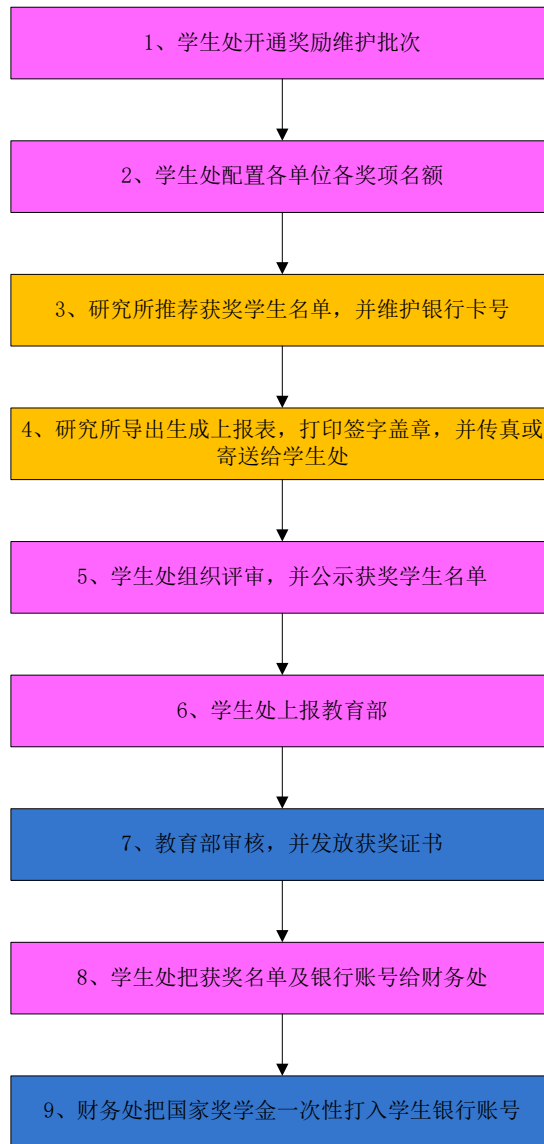 1、学生处开通奖励维护批次
2、学生处配置各单位各奖项名额
3、研究所推荐获奖学生名单，并维护银行卡号
4、研究所导出生成上报表，打印签字盖章，并传真或
寄送给学生处
5、学生处组织评审，并公示获奖学生名单
6、学生处上报教育部
7、教育部审核，并发放获奖证书
8、学生处把获奖名单及银行账号给财务处
9、财务处把国家奖学金一次性打入学生银行账号